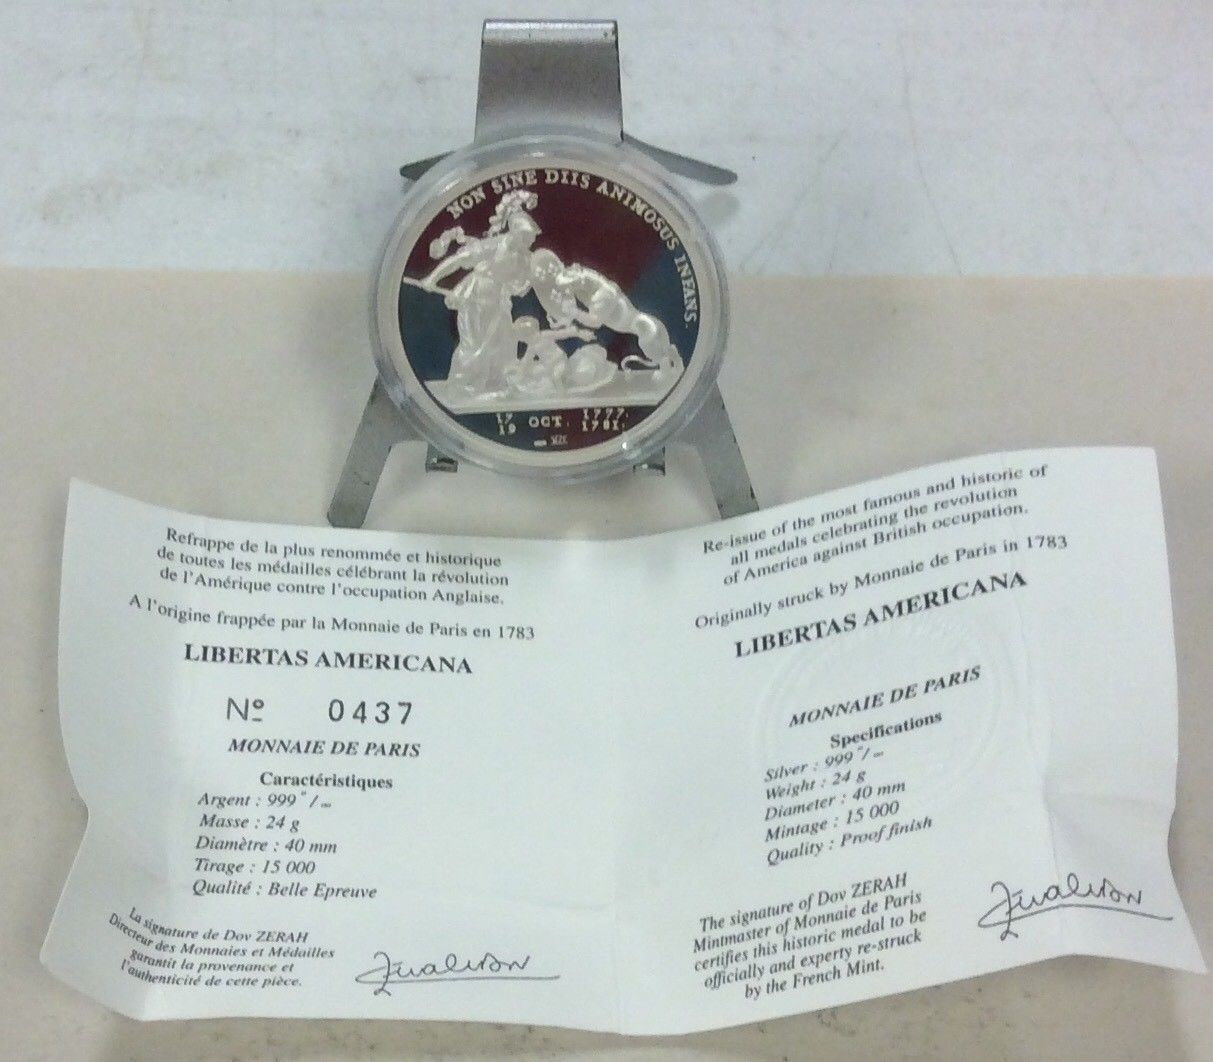 NON SINE DIIS ANIMOSUS INFANS.
17 OCT. 1777.
19 1781.
Refrappe de la plus renommée et historique
de toutes les médailles célébrant la révolution
de l'Amérique contre l'occupation Anglaise.
A l'origine frappée par la Monnaie de Paris en 1783
LIBERTAS AMERICANA
Nº 0437
MONNAIE DE PARIS
Caractéristiques
Argent : 999 °/
Masse : 24 g
Diamètre : 40 mm
Tirage : 15 000
Qualité : Belle Epreuve
La signature de Dov ZERAH
Directeur des Monnaies et Médailles
garantit la provenance et
l'authenticité de cette pièce.
Re-issue of the most famous and historic of
all medals celebrating the revolution
of America against British occupation.
Originally struck by Monnaie de Paris in 1783
LIBERTAS AMERICANA
MONNAIE DE PARIS
Specifications
Silver : 999 °/
Weight : 24 g
Diameter : 40 mm
Mintage : 15 000
Quality : Proof finish
The signature of Dov ZERAH
Mintmaster of Monnaie de Paris
certifies this historic medal to be
officially and experty re-struck
by the French Mint.